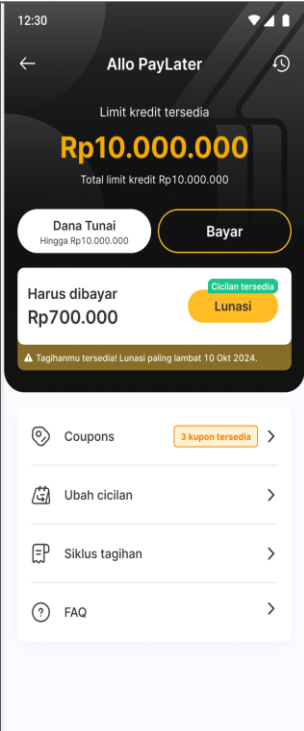 12:30
Allo PayLater
Limit kredit tersedia
Rp10.000.000
Total limit kredit Rp10.000.000
Dana Tunai
Hingga Rp10.000.000
Bayar
Harus dibayar
Rp700.000
Cicilan tersedia
Lunasi
Tagihanmu tersedia! Lunasi paling lambat 10 Okt 2024.
Coupons
3 kupon tersedia
Ubah cicilan
Siklus tagihan
FAQ